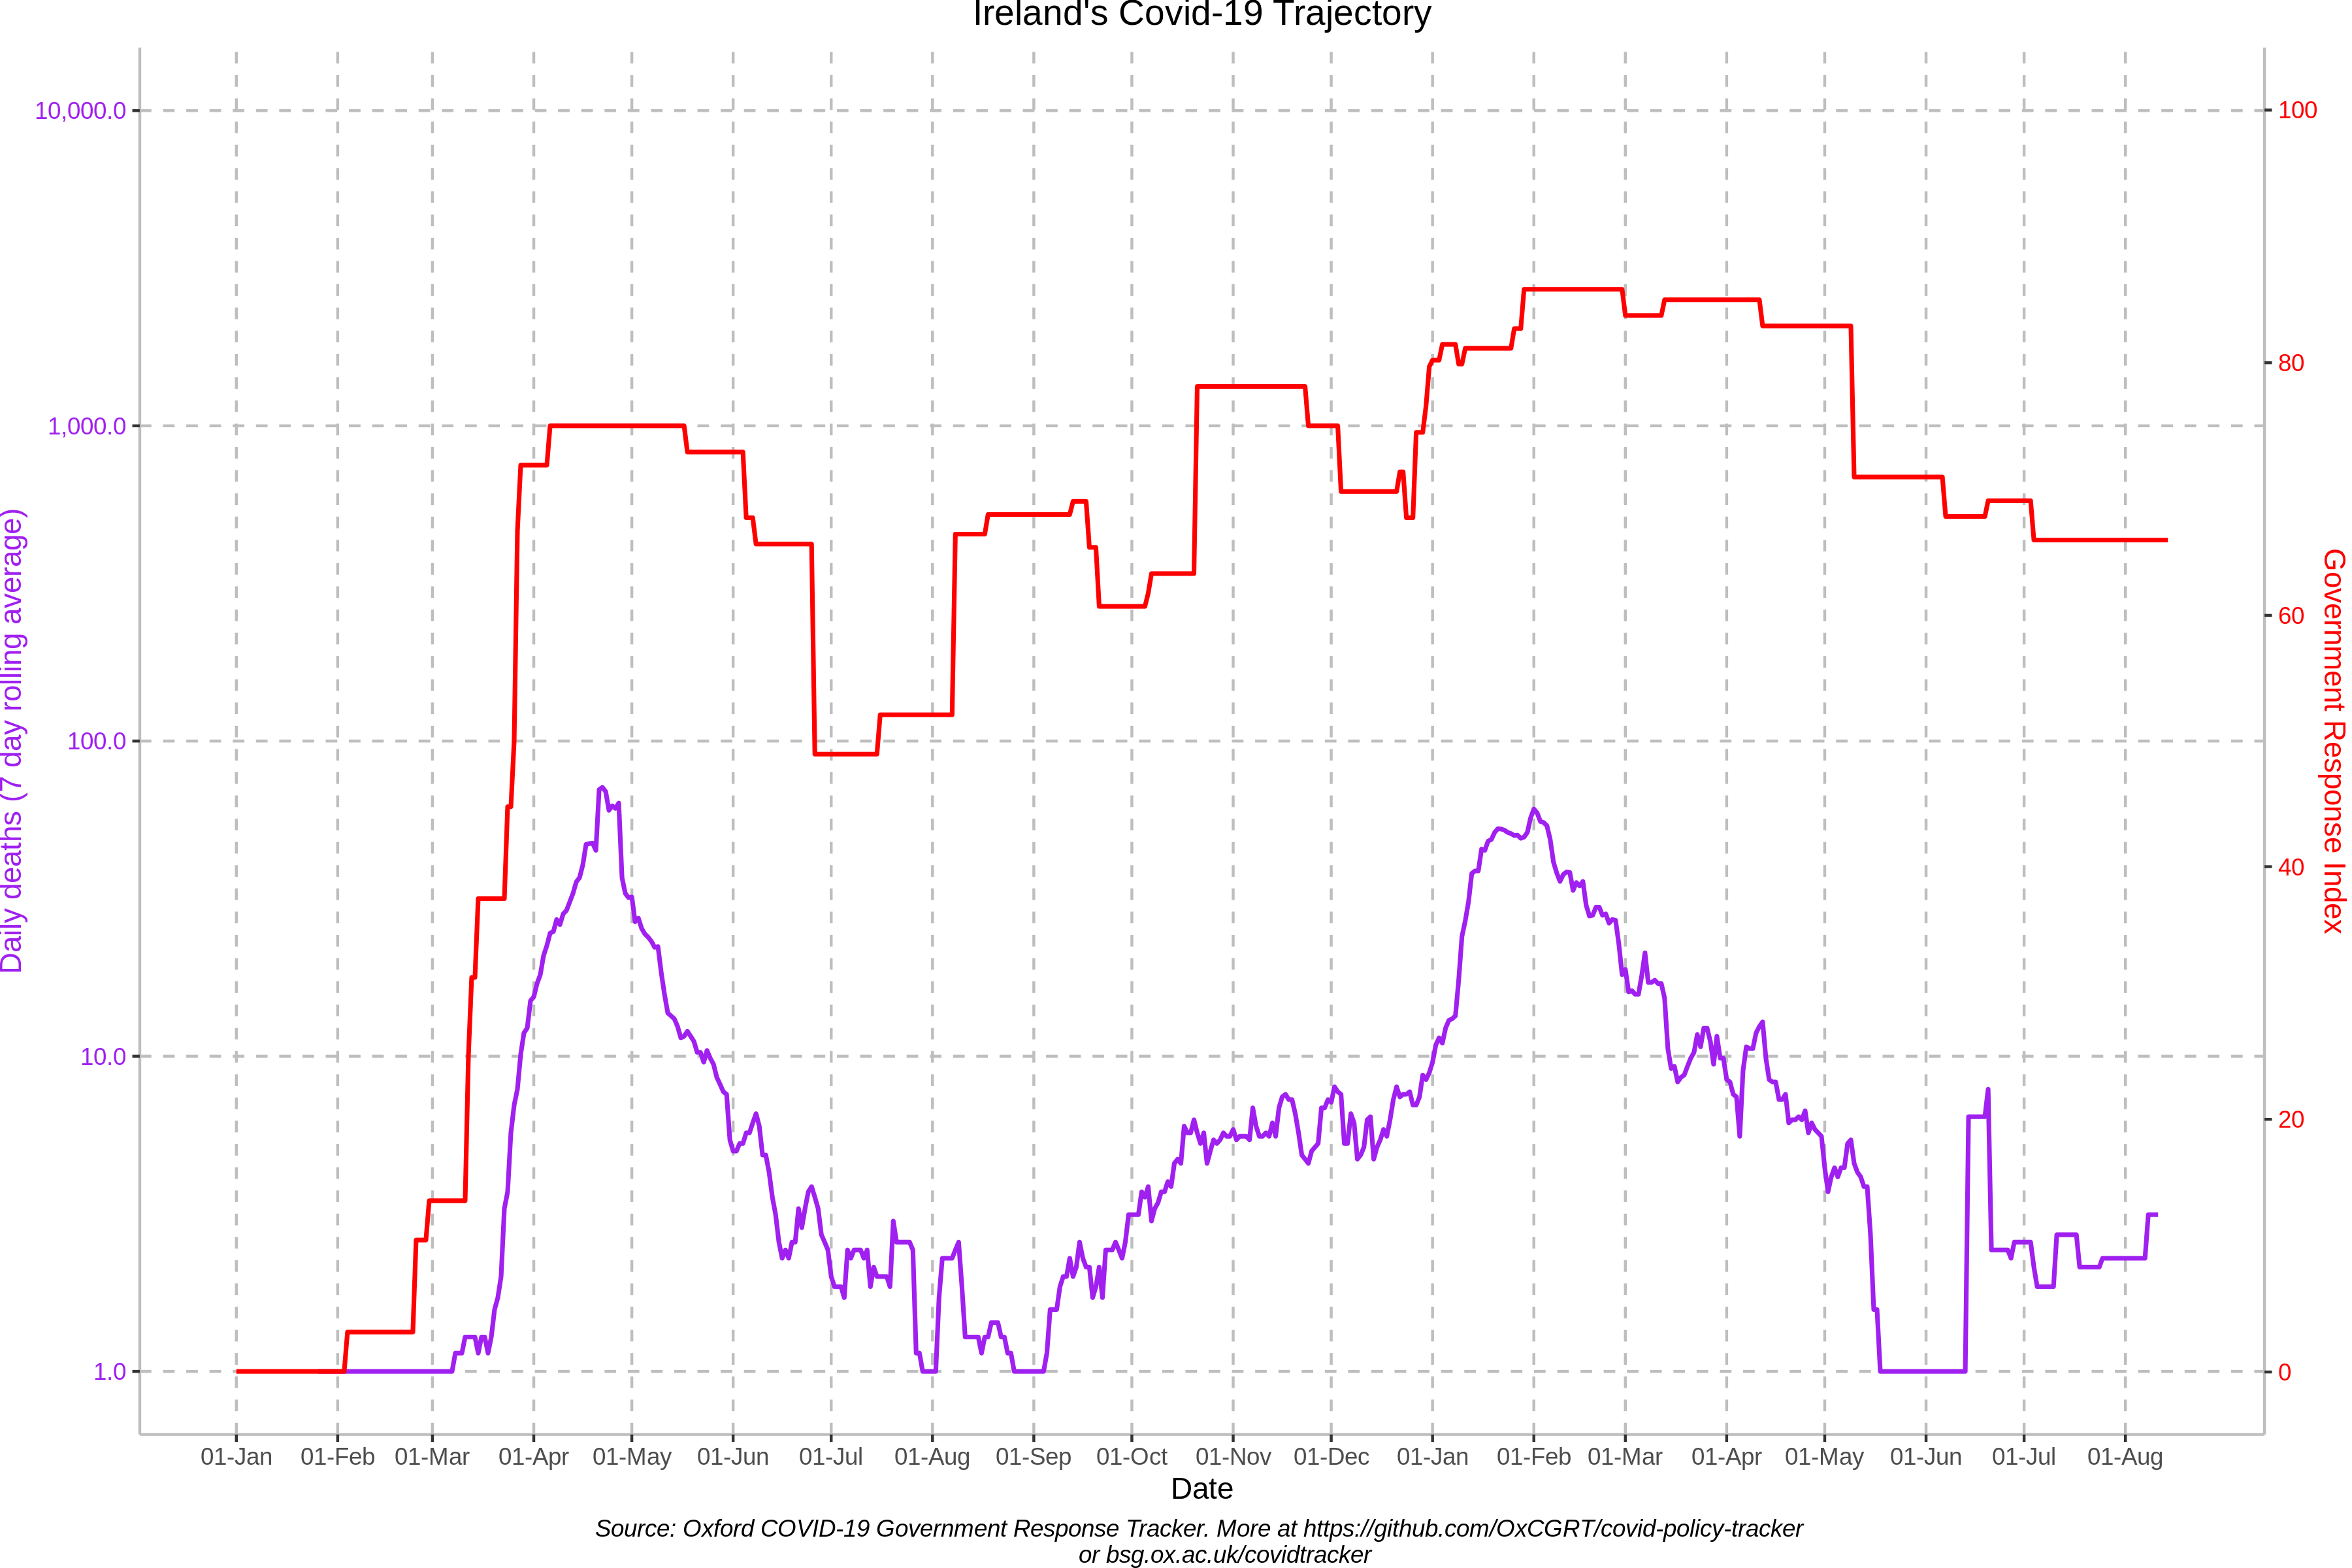 Ireland's Covid-19 Trajectory
10,000.0
1,000.0
100.0
10.0
1.0
Daily deaths (7 day rolling average)
100
80
60
40
20
0
Government Response Index
01-Jan 01-Feb 01-Mar 01-Apr 01-May 01-Jun 01-Jul 01-Aug 01-Sep 01-Oct 01-Nov 01-Dec 01-Jan 01-Feb 01-Mar 01-Apr 01-May 01-Jun 01-Jul 01-Aug
Date
Source: Oxford COVID-19 Government Response Tracker. More at https://github.com/OxCGRT/covid-policy-tracker
or bsg.ox.ac.uk/covidtracker